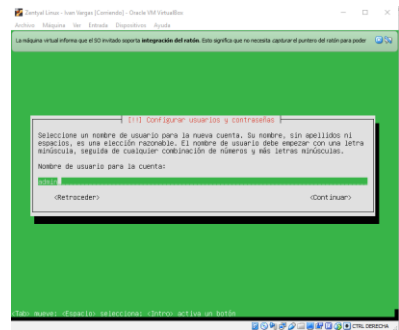 Zentyal Linux - Ivan Vargas [Corriendo] - Oracle VM VirtualBox
Archivo Máquina Ver Entrada Dispositivos Ayuda
La máquina virtual informa que el SO invitado soporta integración del ratón. Esto significa que no necesita capturar el puntero del ratón para poder
[!!] Configurar usuarios y contraseñas
Seleccione un nombre de usuario para la nueva cuenta. Su nombre, sin apellidos ni
espacios, es una elección razonable. El nombre de usuario debe empezar con una letra
minúscula, seguida de cualquier combinación de números y más letras minúsculas.
Nombre de usuario para la cuenta:
admin
<Retroceder> <Continuar>
<Tab> mueve; <Espacio> selecciona; <Intro> activa un botón
CTRL DERECHA